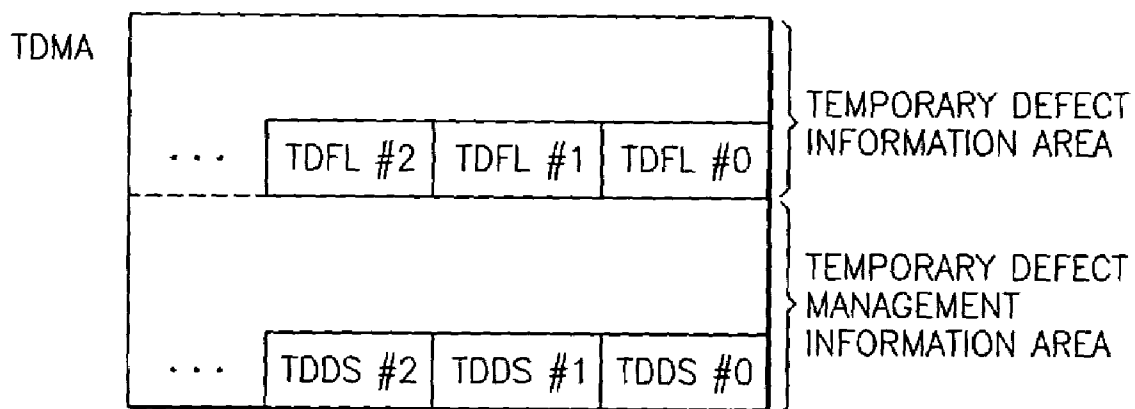 TDMA
TEMPORARY DEFECT
INFORMATION AREA
... TDFL #2 TDFL #1 TDFL #0
TEMPORARY DEFECT
MANAGEMENT
INFORMATION AREA
... TDDS #2 TDDS #1 TDDS #0